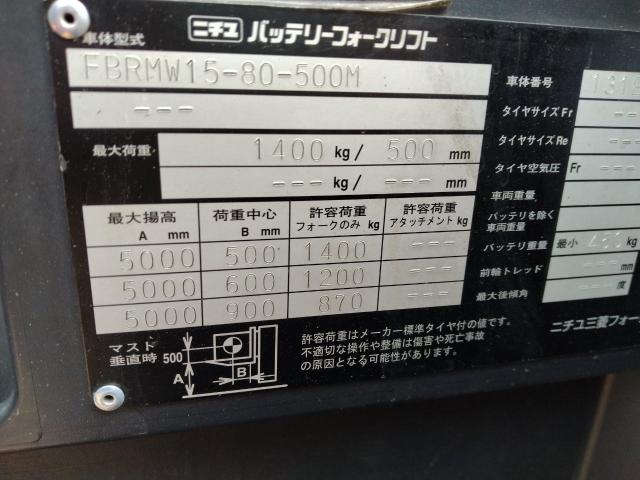 ニチユ バッテリーフォークリフト
車体型式
FBRMW15-80-500M
---
最大荷重 1400 kg / 500 mm
--- kg / --- mm
最大揚高 A mm 荷重中心 B mm 許容荷重 フォークのみ kg 許容荷重 アタッチメント kg
5000 500 1400 ---
5000 600 1200 ---
5000 900 870 ---
マスト垂直時 500
A
B
許容荷重はメーカー標準タイヤ付の値です。
不適切な操作や整備は傷害や死亡事故
の原因となる可能性があります。
車体番号
タイヤサイズ Fr
タイヤサイズ Re
タイヤ空気圧 Fr ---
車両重量
バッテリを除く
車両重量
バッテリ重量 最小 kg
前輪トレッド --- mm
最大後傾角 --- 度
ニチユ三菱フォー